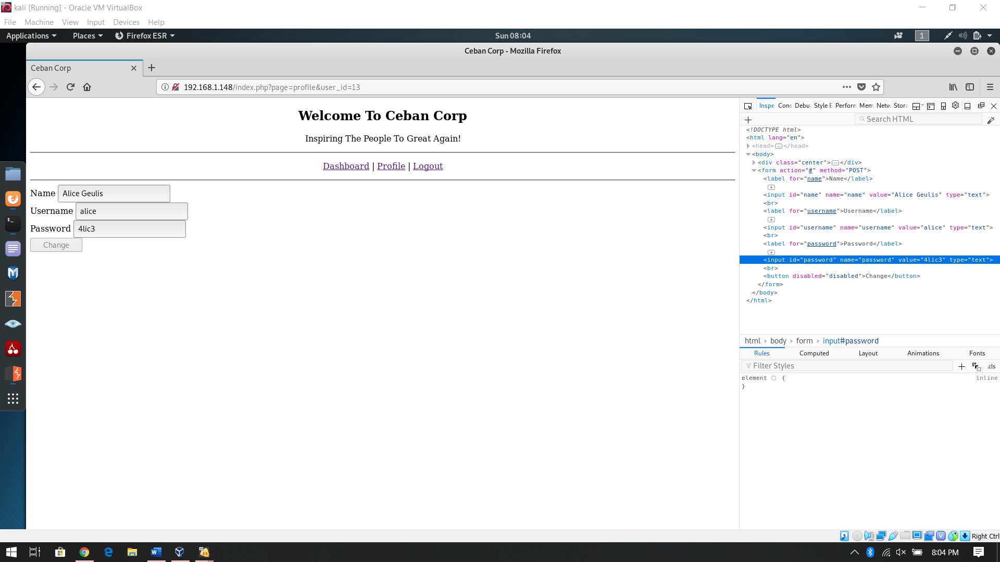 kali [Running] - Oracle VM VirtualBox
File Machine View Input Devices Help
Applications Places Firefox ESR Sun 08:04 1
Ceban Corp - Mozilla Firefox
Ceban Corp
192.168.1.148/index.php?page=profile&user_id=13
Welcome To Ceban Corp
Inspiring The People To Great Again!
Dashboard | Profile | Logout
Name Alice Geulis
Username alice
Password 4lic3
Change
Inspe Cons Debu Style E Perforn Mem Netw Stora
Search HTML
<!DOCTYPE html>
<html lang="en">
<head></head>
<body>
<div class="center"></div>
<form action="#" method="POST">
<label for="name">Name</label>
<input id="name" name="name" value="Alice Geulis" type="text">
<br>
<label for="username">Username</label>
<input id="username" name="username" value="alice" type="text">
<br>
<label for="password">Password</label>
<input id="password" name="password" value="4lic3" type="text">
<br>
<button disabled="disabled">Change</button>
</form>
</body>
</html>
html › body › form › input#password
Rules Computed Layout Animations Fonts
Filter Styles .cls
element { inline
}
Right Ctrl
8:04 PM